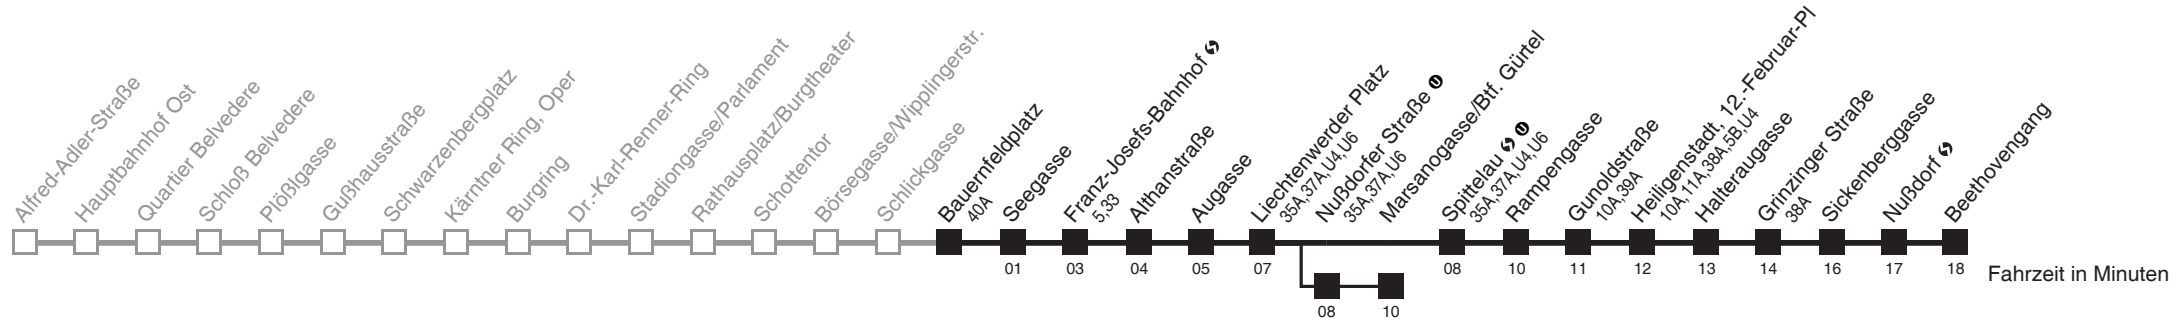 Alfred-Adler-Straße
Hauptbahnhof Ost
Quartier Belvedere
Schloß Belvedere
Plößlgasse
Gußhausstraße
Schwarzenbergplatz
Kärntner Ring, Oper
Burgring
Dr.-Karl-Renner-Ring
Stadiongasse/Parlament
Rathausplatz/Burgtheater
Schottentor
Börsegasse/Wipplingerstr.
Schlickgasse
Bauernfeldplatz
40A
Seegasse
Franz-Josefs-Bahnhof
5,33
Althanstraße
Augasse
Liechtenwerder Platz
35A,37A,U4,U6
Nußdorfer Straße U
35A,37A,U6
Marsanogasse/Btf. Gürtel
Spittelau U
35A,37A,U4,U6
Rampengasse
Gunoldstraße
10A,39A
Heiligenstadt, 12.-Februar-Pl
10A,11A,38A,5B,U4
Halteraugasse
Grinzinger Straße
38A
Sickenberggasse
Nußdorf
Beethovengang
01 03 04 05 07 08 10 11 12 13 14 16 17 18
Fahrzeit in Minuten
08 10